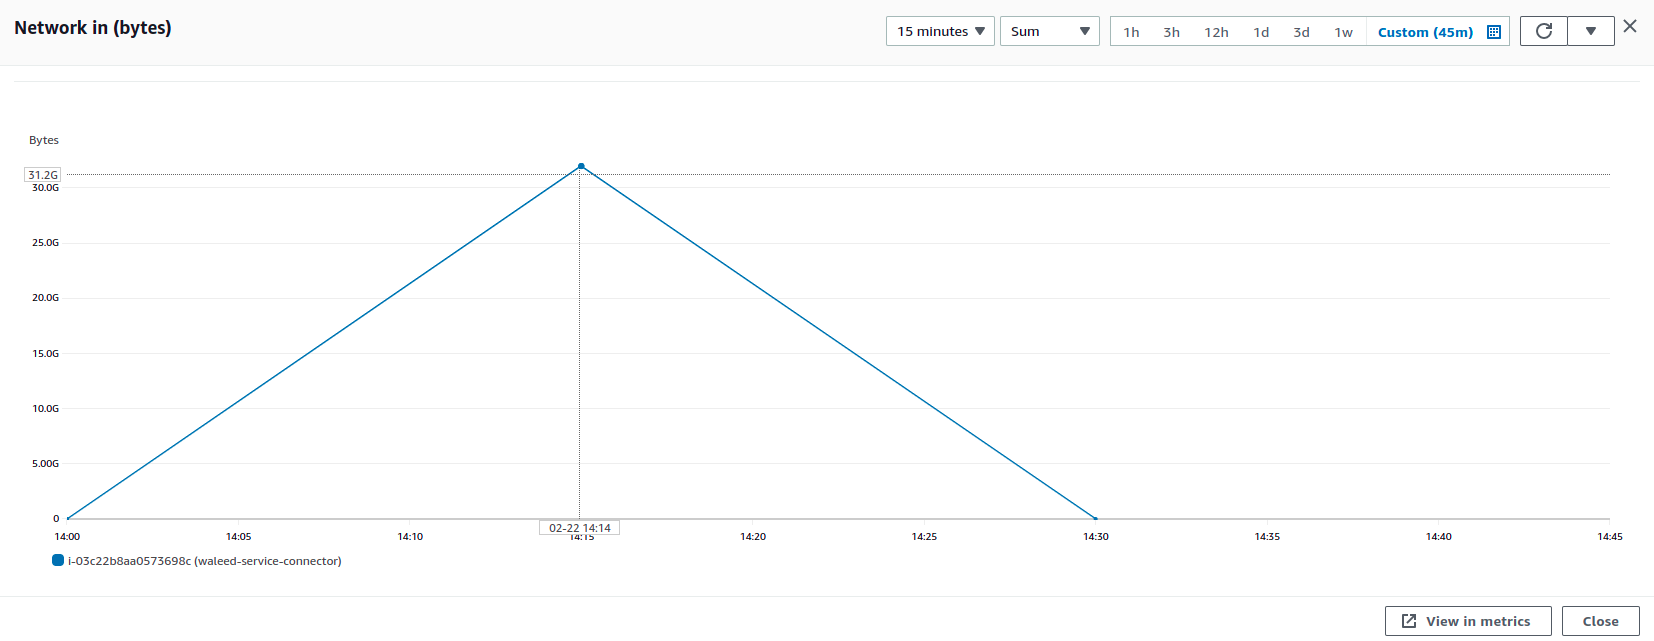 Network in (bytes)
15 minutes
Sum
1h 3h 12h 1d 3d 1w Custom (45m)
Bytes
31.2G
30.0G
25.0G
20.0G
15.0G
10.0G
5.00G
0
02-22 14:14
14:00 14:05 14:10 14:15 14:20 14:25 14:30 14:35 14:40 14:45
i-03c22b8aa0573698c (waleed-service-connector)
View in metrics
Close